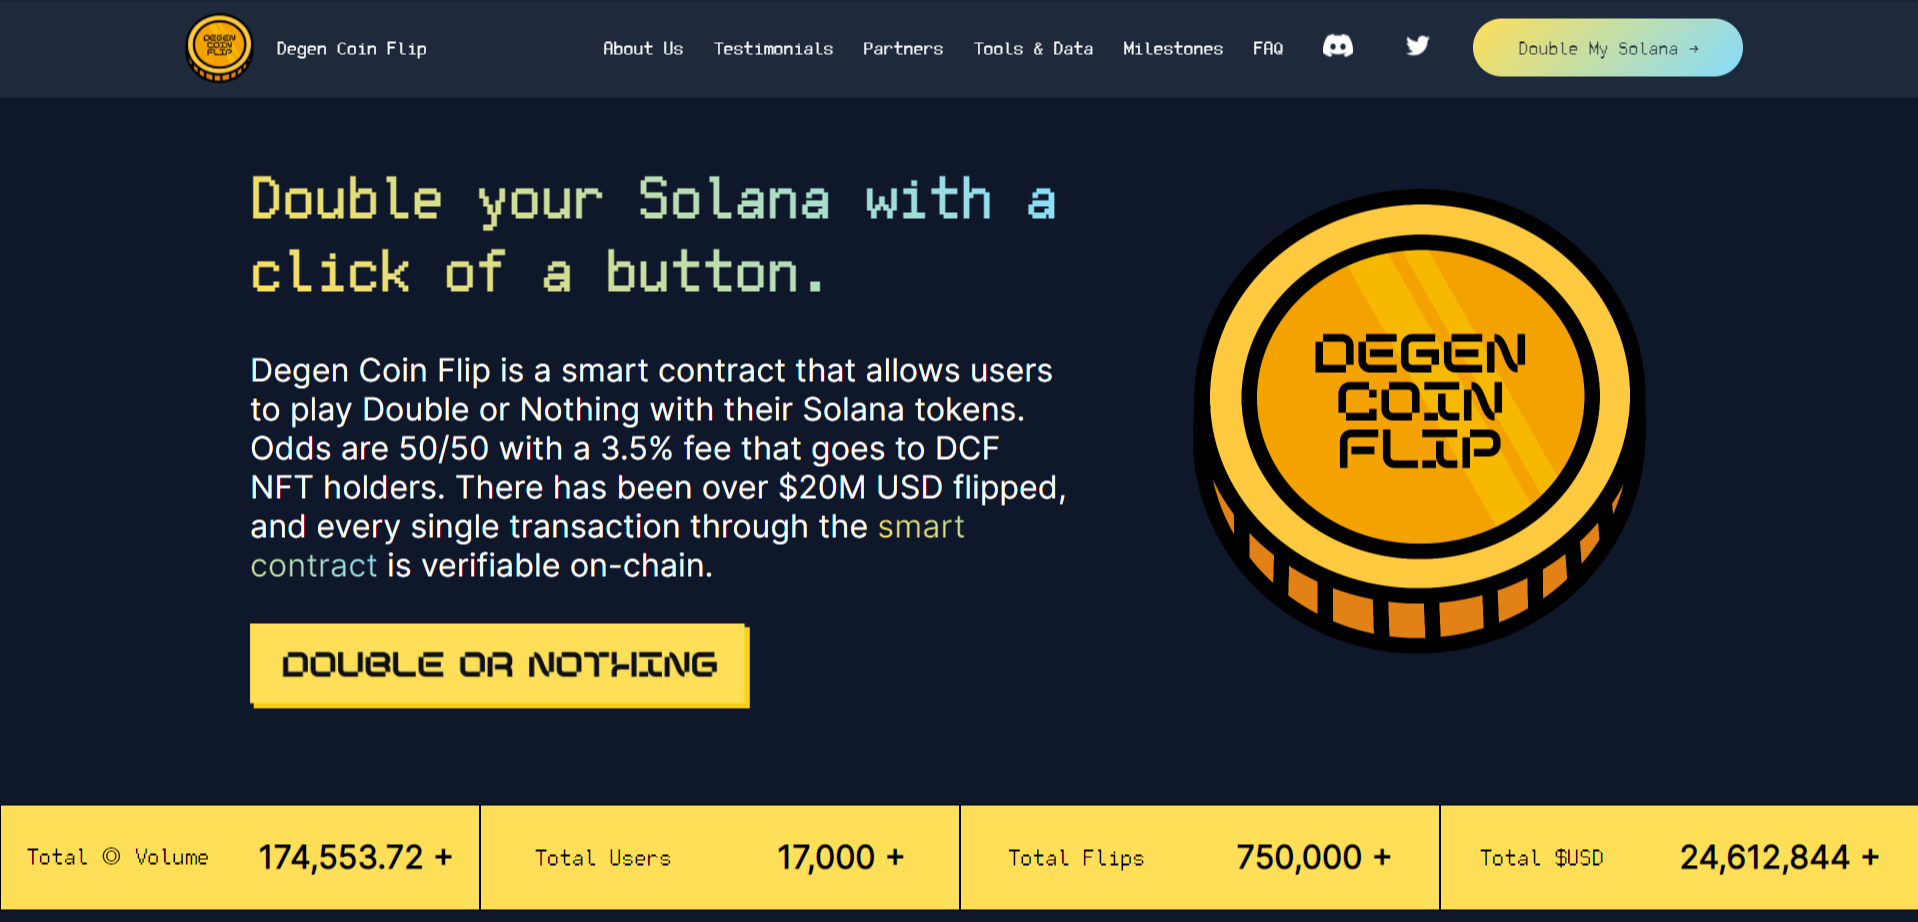 DEGEN
COIN
FLIP
Degen Coin Flip
About Us
Testimonials
Partners
Tools & Data
Milestones
FAQ
Double My Solana →
Double your Solana with a
click of a button.
Degen Coin Flip is a smart contract that allows users
to play Double or Nothing with their Solana tokens.
Odds are 50/50 with a 3.5% fee that goes to DCF
NFT holders. There has been over $20M USD flipped,
and every single transaction through the smart
contract is verifiable on-chain.
DOUBLE OR NOTHING
DEGEN
COIN
FLIP
Total ◎ Volume 174,553.72 +
Total Users 17,000 +
Total Flips 750,000 +
Total $USD 24,612,844 +